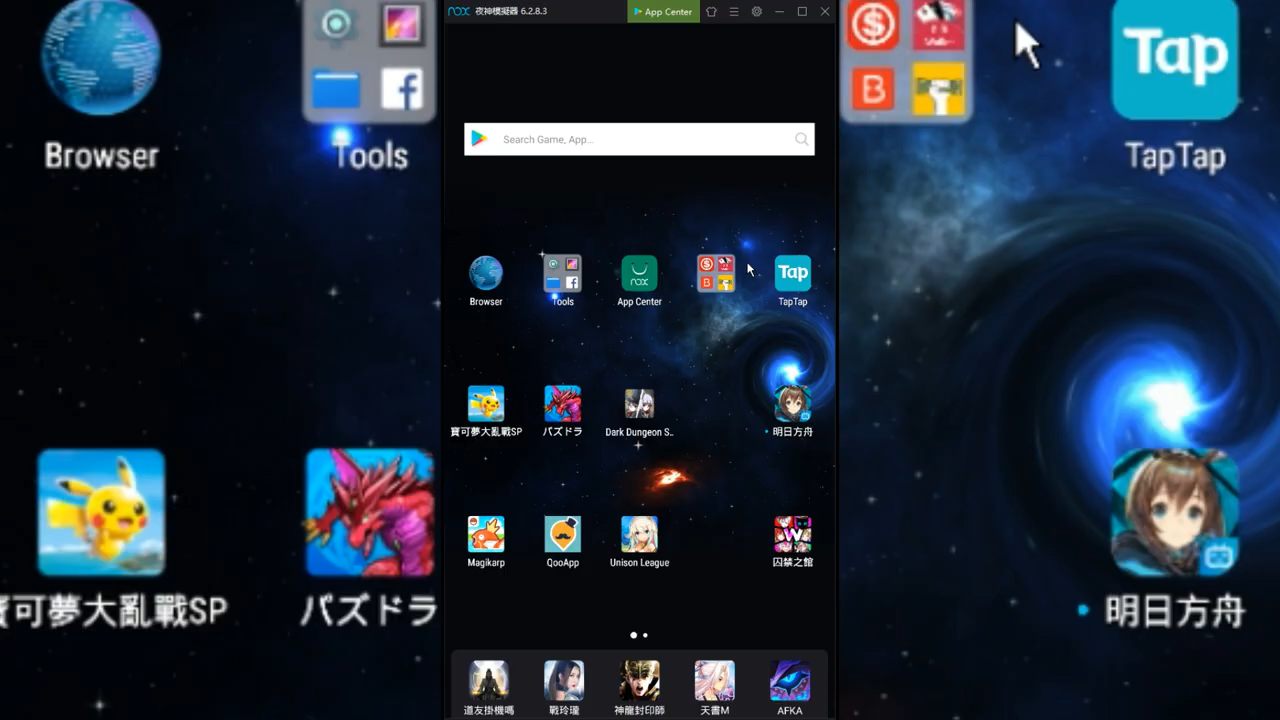 nox 夜神模擬器 6.2.8.3 App Center
Search Game, App...
Browser Tools App Center TapTap
Tap
nox
寶可夢大亂戰SP パズドラ Dark Dungeon S.. 明日方舟
Magikarp QooApp Unison League 囚禁之館
道友掛機嗎 戰玲瓏 神龍封印師 天書M AFKA
Browser Tools
寶可夢大亂戰SP パズドラ
Tap
TapTap
明日方舟